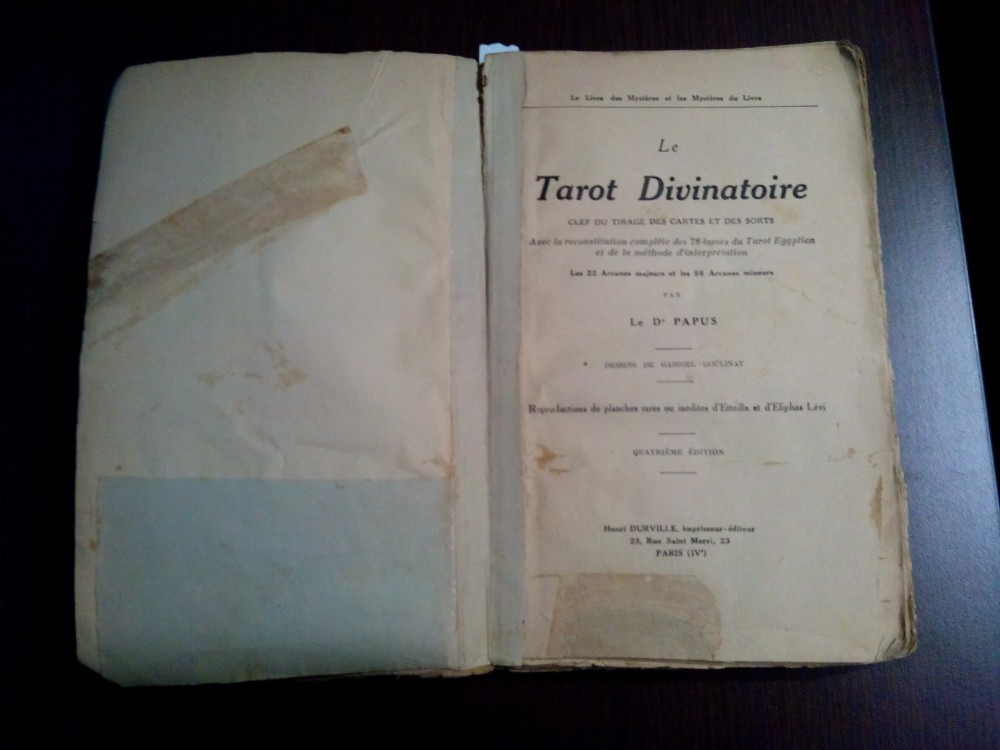 Le Livre des Mystères et les Mystères du Livre
Le
Tarot Divinatoire
CLEF DU TIRAGE DES CARTES ET DES SORTS
Avec la reconstitution complète des 78 lames du Tarot Egyptien
et de la méthode d'interprétation
Les 22 Arcanes majeurs et les 56 Arcanes mineurs
PAR
Le Dr PAPUS
DESSINS DE GABRIEL GOULINAT
Reproductions de planches rares ou inédites d'Etteilla et d'Eliphas Lévi
QUATRIÈME ÉDITION
Henri DURVILLE, imprimeur-éditeur
23, Rue Saint Merri, 23
PARIS (IVe)